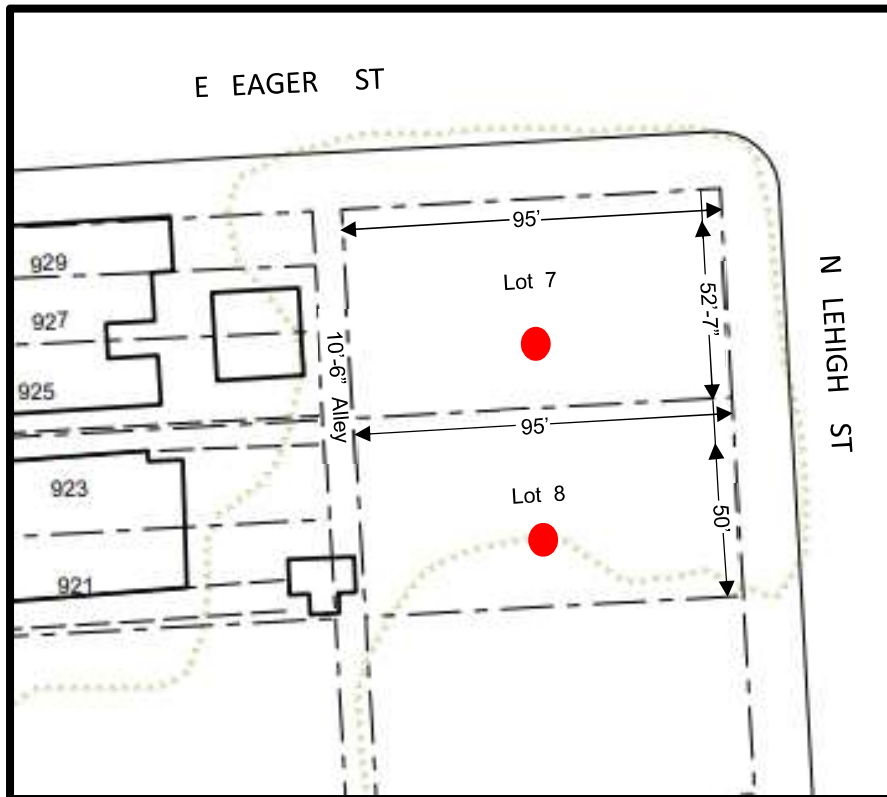 E EAGER ST
95'
929
Lot 7
N LEHIGH ST
927
52'-7"
10'-6" Alley
925
95'
923
Lot 8
50'
921